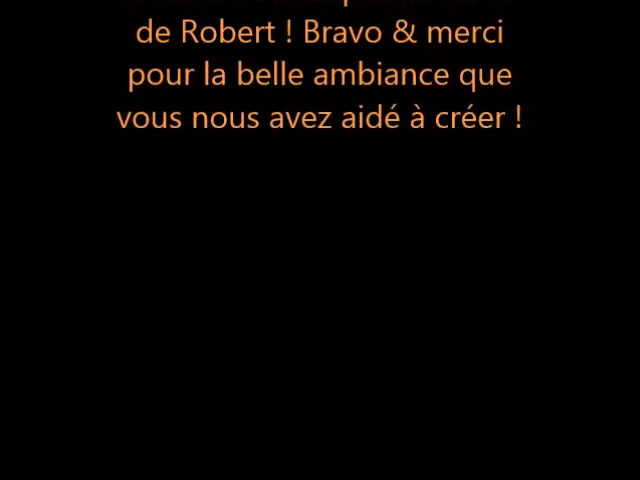 de Robert ! Bravo & merci
pour la belle ambiance que
vous nous avez aidé à créer !